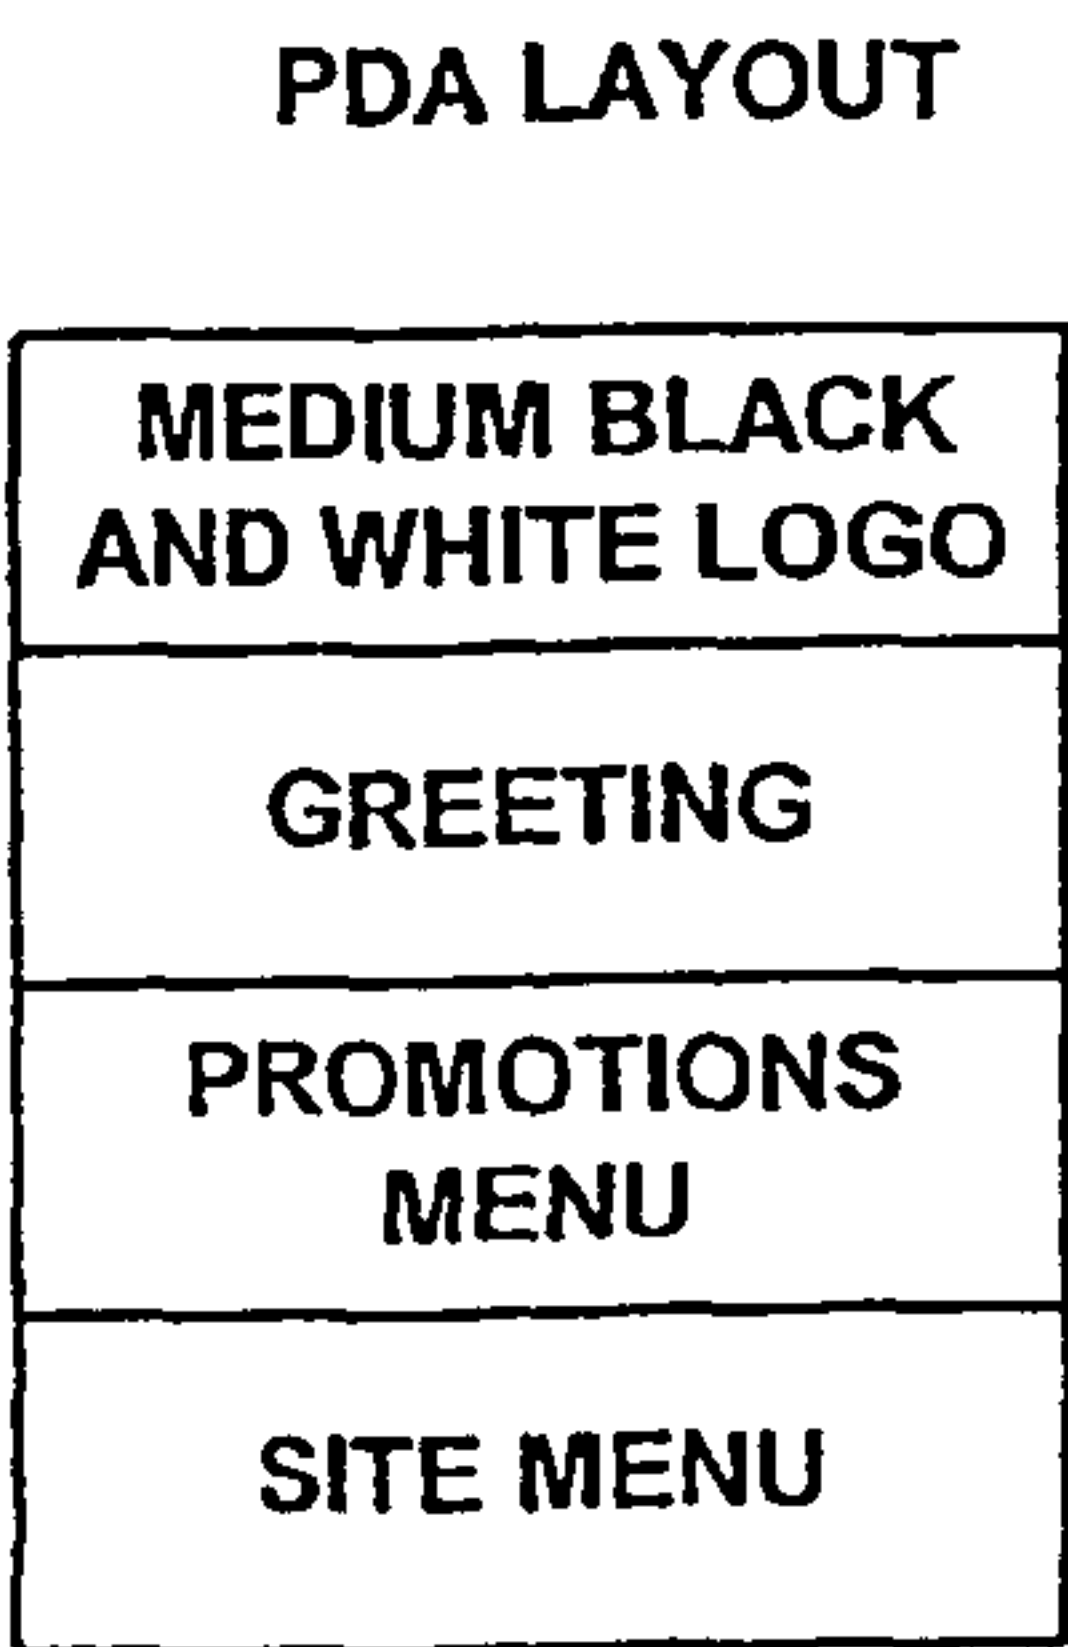 PDA LAYOUT
MEDIUM BLACK
AND WHITE LOGO
GREETING
PROMOTIONS
MENU
SITE MENU